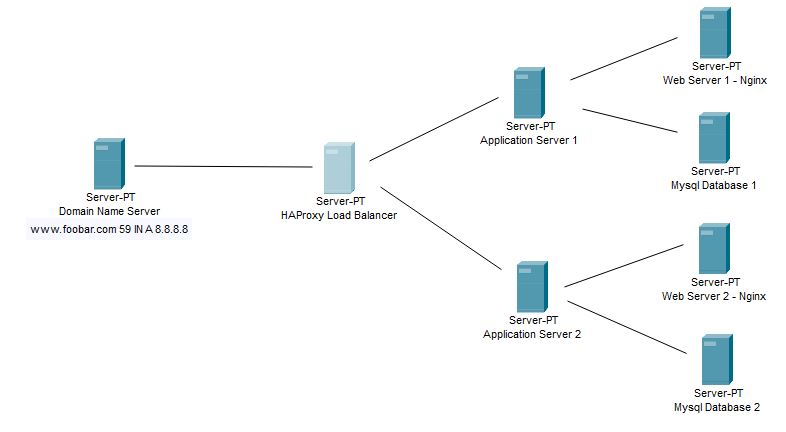 Server-PT
Web Server 1 - Nginx
Server-PT
Application Server 1
Server-PT
Mysql Database 1
Server-PT
Domain Name Server
www.foobar.com 59 IN A 8.8.8.8
Server-PT
HAProxy Load Balancer
Server-PT
Web Server 2 - Nginx
Server-PT
Application Server 2
Server-PT
Mysql Database 2